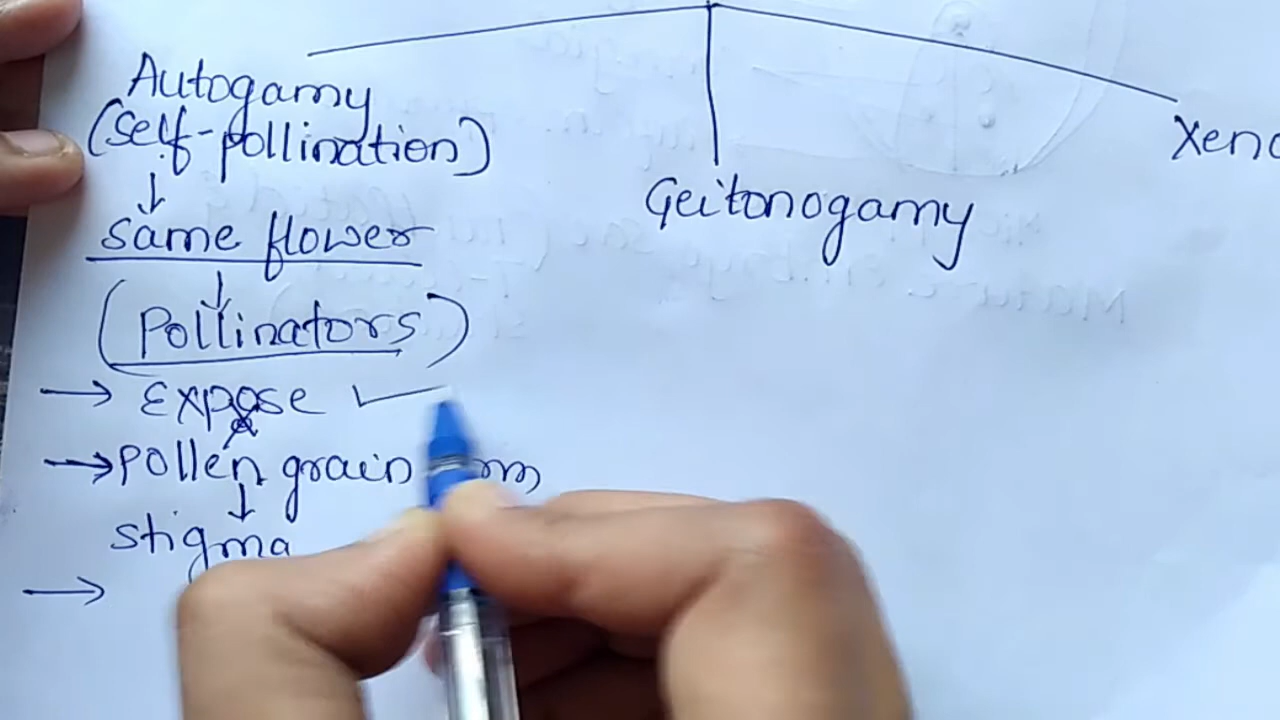 Autogamy
(Self-pollination)
↓
same flower
↓
(Pollinators)
→ Expose ✓
→ Pollen grain
↓
stigma
→
Geitonogamy
Xeno